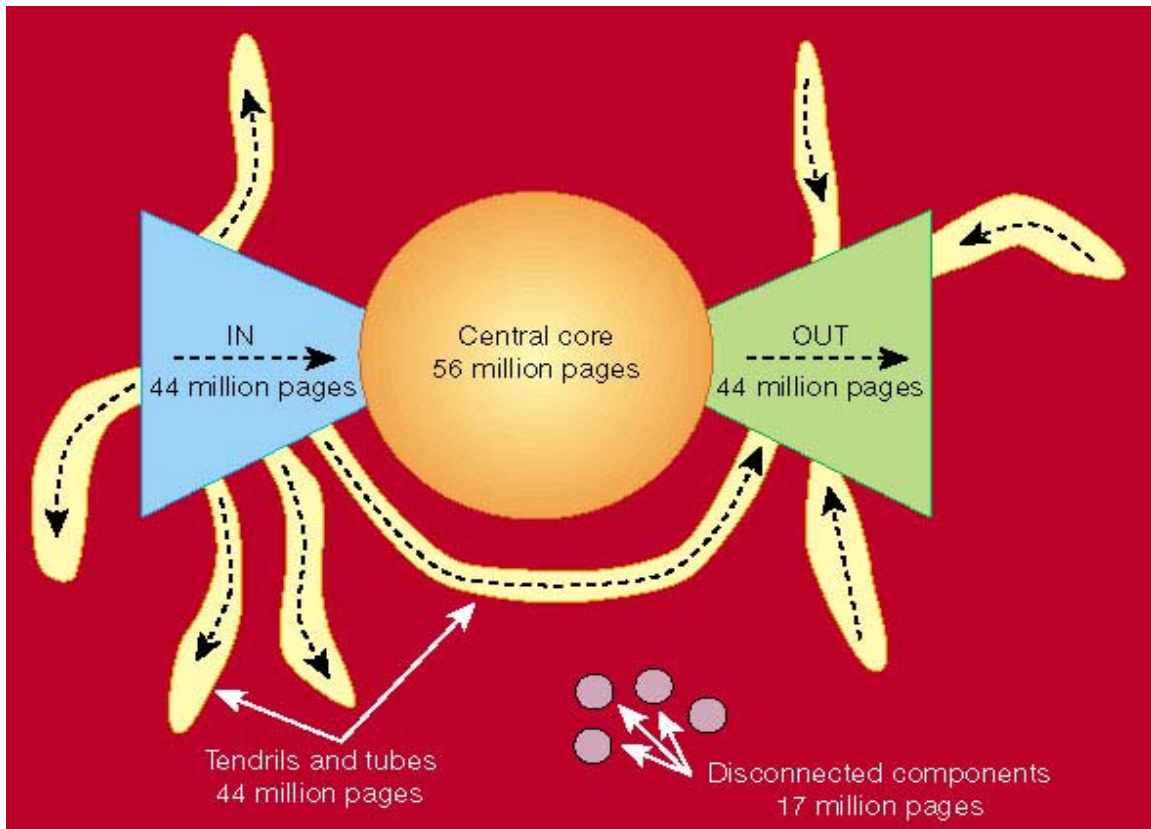 IN
44 million pages
Central core
56 million pages
OUT
44 million pages
Tendrils and tubes
44 million pages
Disconnected components
17 million pages